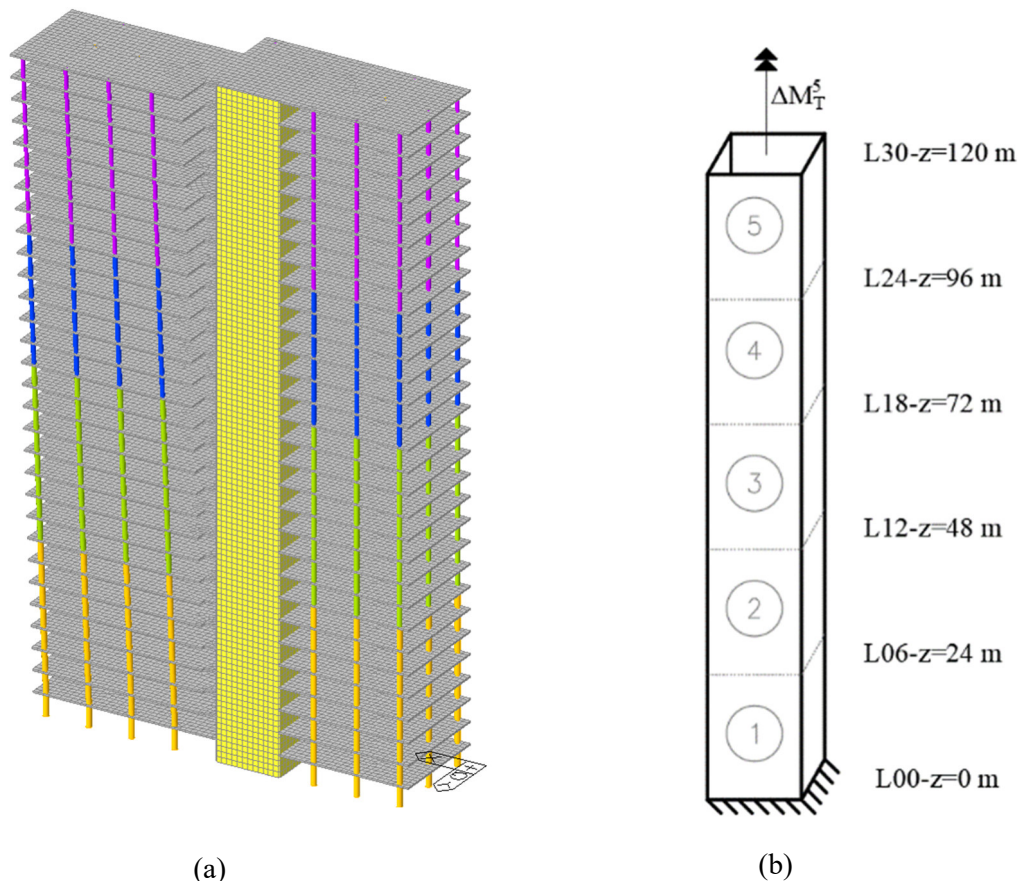 X
Y
(a)
ΔM_T^5
L30-z=120 m
5
L24-z=96 m
4
L18-z=72 m
3
L12-z=48 m
2
L06-z=24 m
1
L00-z=0 m
(b)